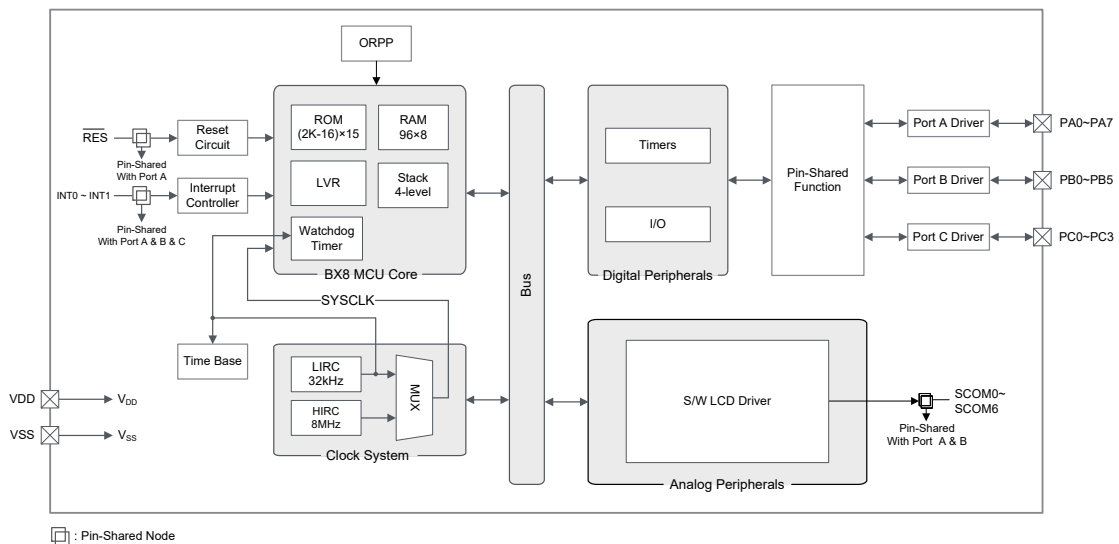 ORPP
ROM
(2K-16)×15
RAM
96×8
RES
Reset
Circuit
Pin-Shared
With Port A
LVR
Stack
4-level
INT0 ~ INT1
Interrupt
Controller
Pin-Shared
With Port A & B & C
Watchdog
Timer
BX8 MCU Core
SYSCLK
Time Base
LIRC
32kHz
HIRC
8MHz
MUX
Clock System
VDD
VDD
VSS
VSS
Bus
Timers
I/O
Digital Peripherals
Pin-Shared
Function
Port A Driver
PA0~PA7
Port B Driver
PB0~PB5
Port C Driver
PC0~PC3
S/W LCD Driver
Analog Peripherals
SCOM0~
SCOM6
Pin-Shared
With Port A & B
: Pin-Shared Node